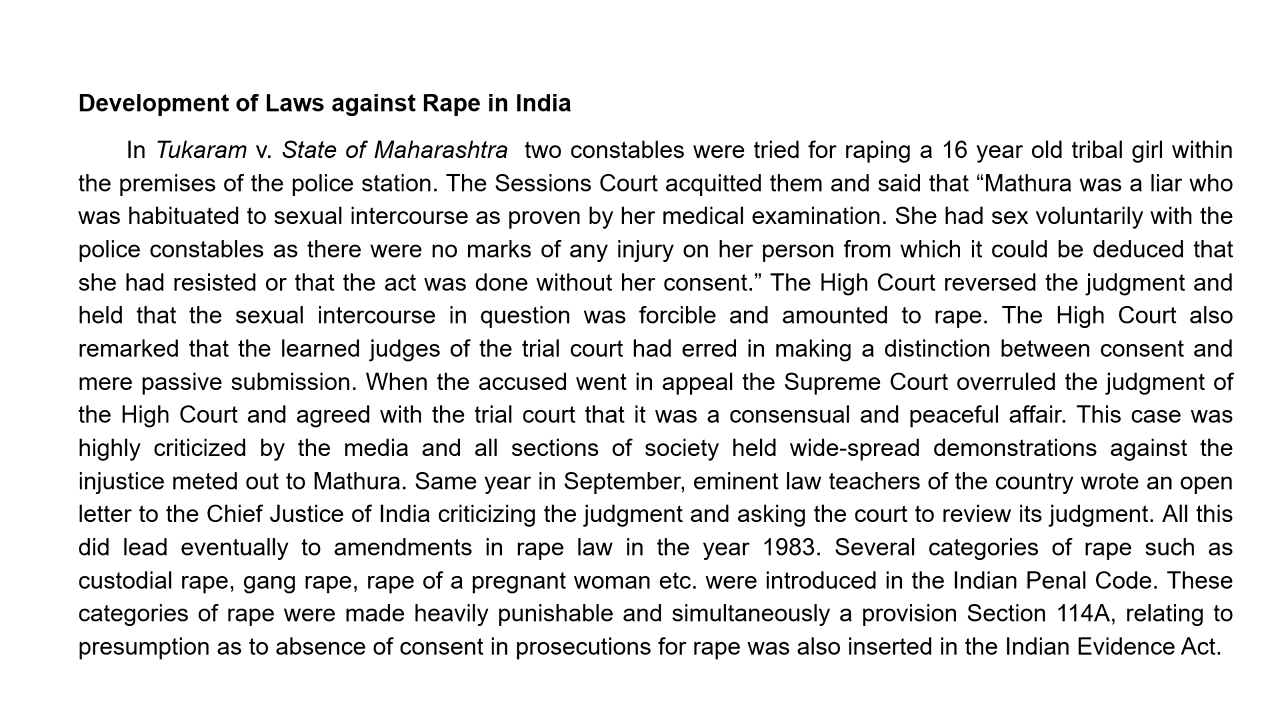 Development of Laws against Rape in India
In Tukaram v. State of Maharashtra two constables were tried for raping a 16 year old tribal girl within
the premises of the police station. The Sessions Court acquitted them and said that “Mathura was a liar who
was habituated to sexual intercourse as proven by her medical examination. She had sex voluntarily with the
police constables as there were no marks of any injury on her person from which it could be deduced that
she had resisted or that the act was done without her consent.” The High Court reversed the judgment and
held that the sexual intercourse in question was forcible and amounted to rape. The High Court also
remarked that the learned judges of the trial court had erred in making a distinction between consent and
mere passive submission. When the accused went in appeal the Supreme Court overruled the judgment of
the High Court and agreed with the trial court that it was a consensual and peaceful affair. This case was
highly criticized by the media and all sections of society held wide-spread demonstrations against the
injustice meted out to Mathura. Same year in September, eminent law teachers of the country wrote an open
letter to the Chief Justice of India criticizing the judgment and asking the court to review its judgment. All this
did lead eventually to amendments in rape law in the year 1983. Several categories of rape such as
custodial rape, gang rape, rape of a pregnant woman etc. were introduced in the Indian Penal Code. These
categories of rape were made heavily punishable and simultaneously a provision Section 114A, relating to
presumption as to absence of consent in prosecutions for rape was also inserted in the Indian Evidence Act.